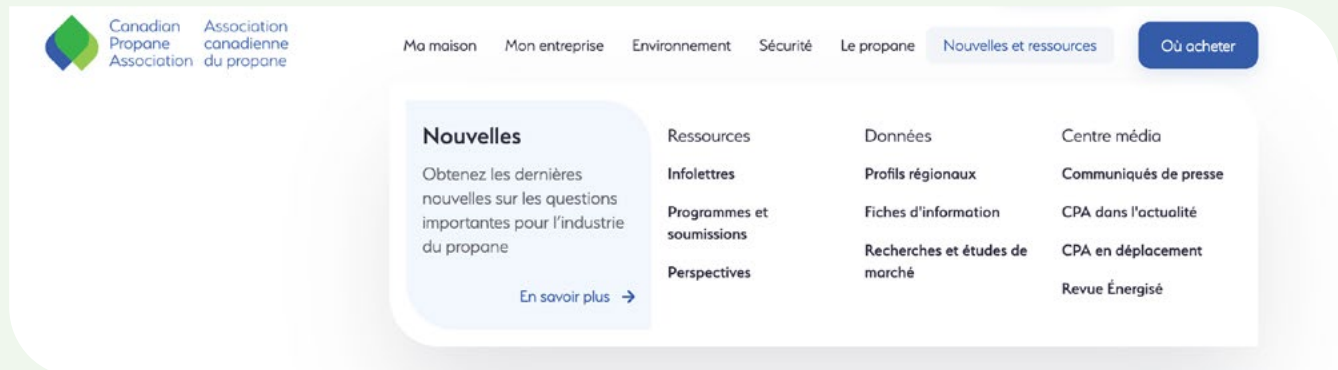 Canadian Association
Propane canadienne
Association du propane
Ma maison Mon entreprise Environnement Sécurité Le propane Nouvelles et ressources Où acheter
Nouvelles
Obtenez les dernières
nouvelles sur les questions
importantes pour l'industrie
du propane
En savoir plus →
Ressources
Infolettres
Programmes et
soumissions
Perspectives
Données
Profils régionaux
Fiches d'information
Recherches et études de
marché
Centre média
Communiqués de presse
CPA dans l'actualité
CPA en déplacement
Revue Énergisé